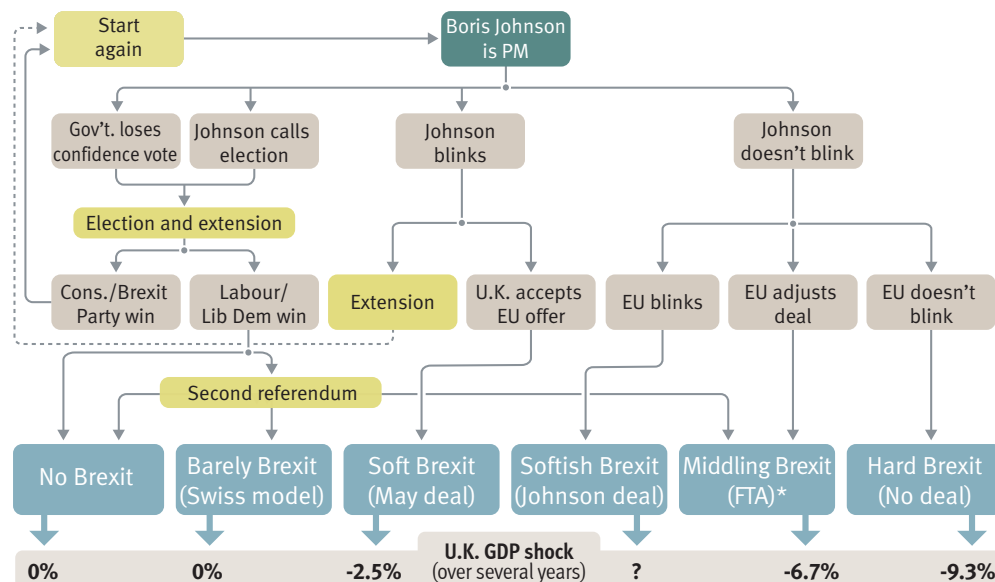 Start
again
Boris Johnson
is PM
Gov't. loses
confidence vote
Johnson calls
election
Johnson
blinks
Johnson
doesn't blink
Election and extension
Cons./Brexit
Party win
Labour/
Lib Dem win
Extension
U.K. accepts
EU offer
EU blinks
EU adjusts
deal
EU doesn't
blink
Second referendum
No Brexit
Barely Brexit
(Swiss model)
Soft Brexit
(May deal)
Softish Brexit
(Johnson deal)
Middling Brexit
(FTA)*
Hard Brexit
(No deal)
U.K. GDP shock
(over several years)
0%
0%
-2.5%
?
-6.7%
-9.3%